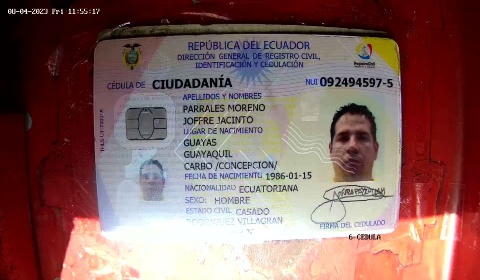 08-04-2023 Fri 11:55:17
REPÚBLICA DEL ECUADOR
DIRECCIÓN GENERAL DE REGISTRO CIVIL,
IDENTIFICACIÓN Y CEDULACIÓN
CÉDULA DE CIUDADANÍA NUI 092494597-5
APELLIDOS Y NOMBRES
PARRALES MORENO
JOFFRE JACINTO
LUGAR DE NACIMIENTO
GUAYAS
GUAYAQUIL
CARBO /CONCEPCION/
FECHA DE NACIMIENTO 1986-01-15
NACIONALIDAD ECUATORIANA
SEXO: HOMBRE
ESTADO CIVIL CASADO
VILLAGRAN
FIRMA DEL CEDULADO
6-CEDULA